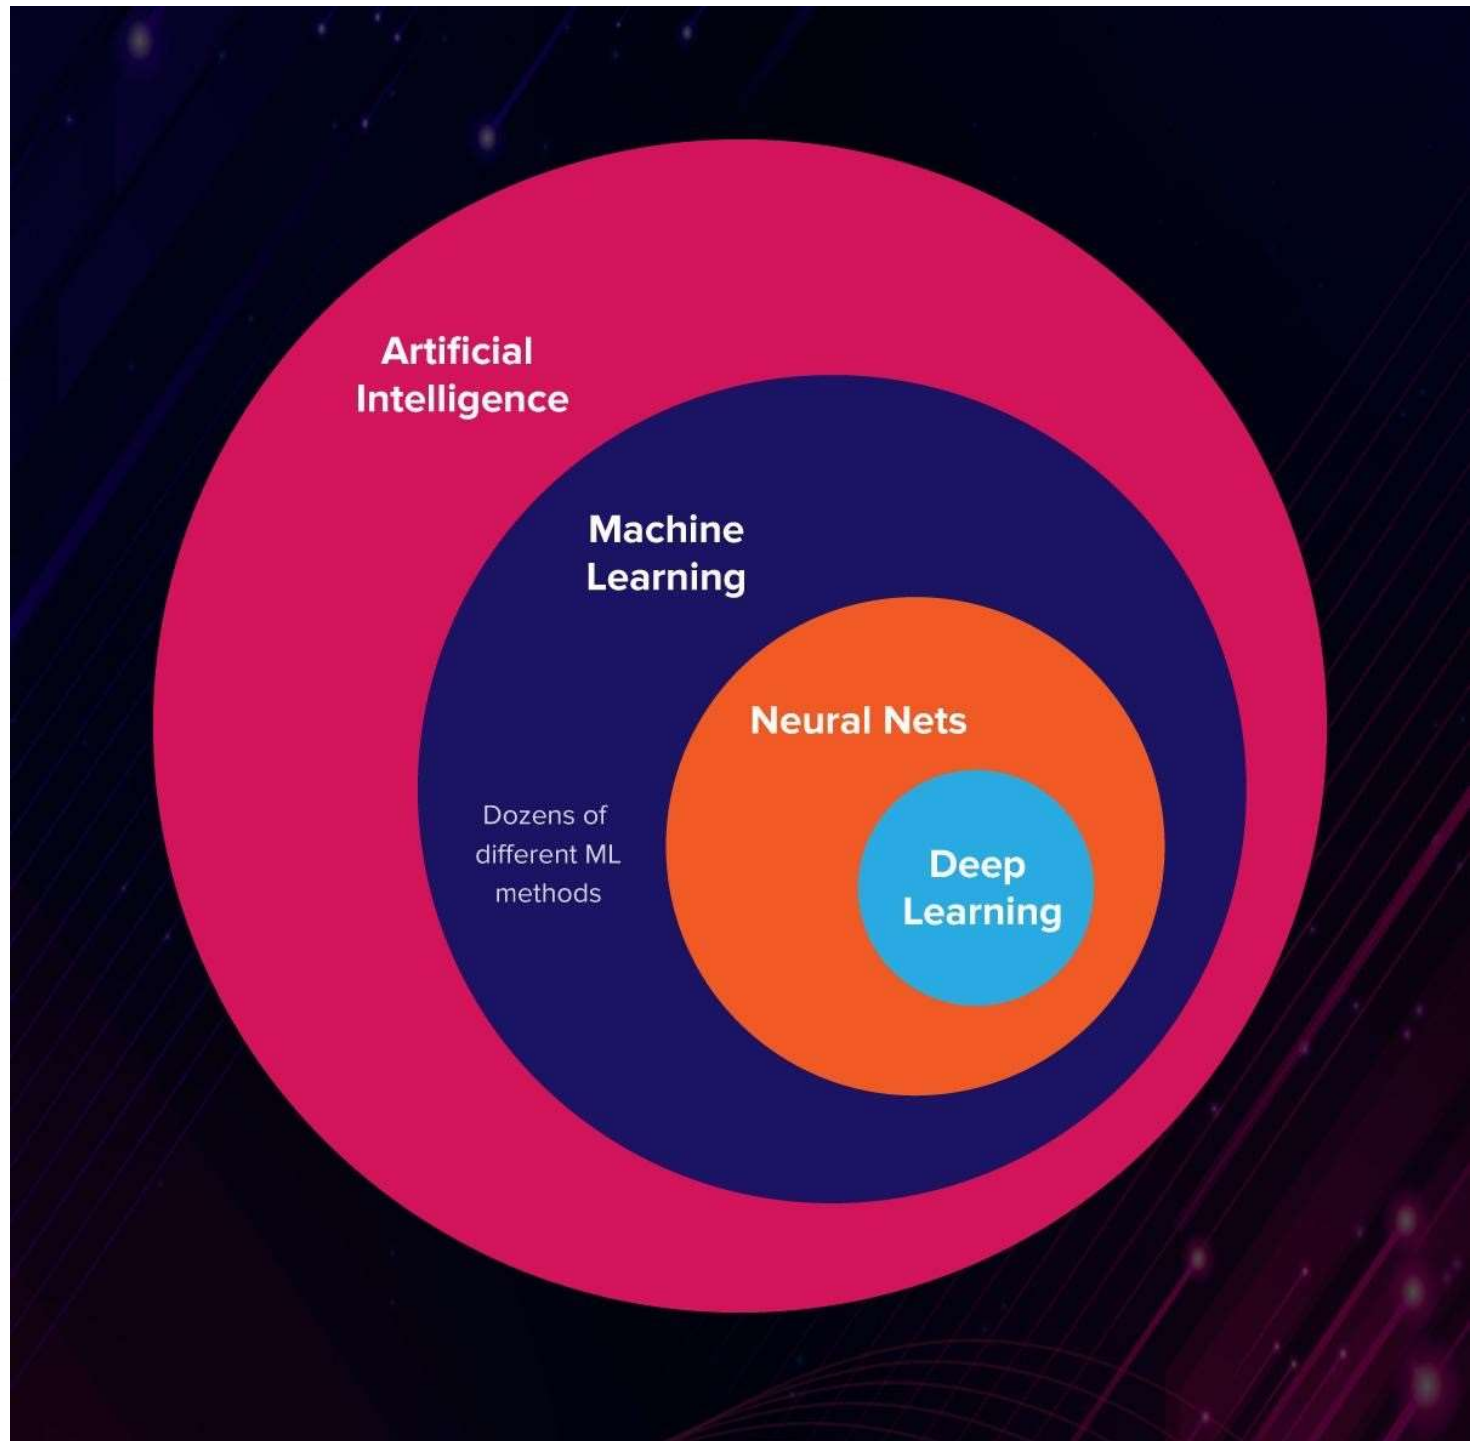 Artificial
Intelligence
Machine
Learning
Neural Nets
Dozens of
different ML
methods
Deep
Learning